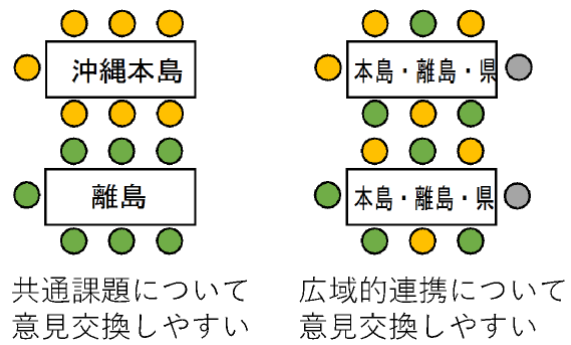 沖縄本島
離島
共通課題について
意見交換しやすい
本島・離島・県
本島・離島・県
広域的連携について
意見交換しやすい